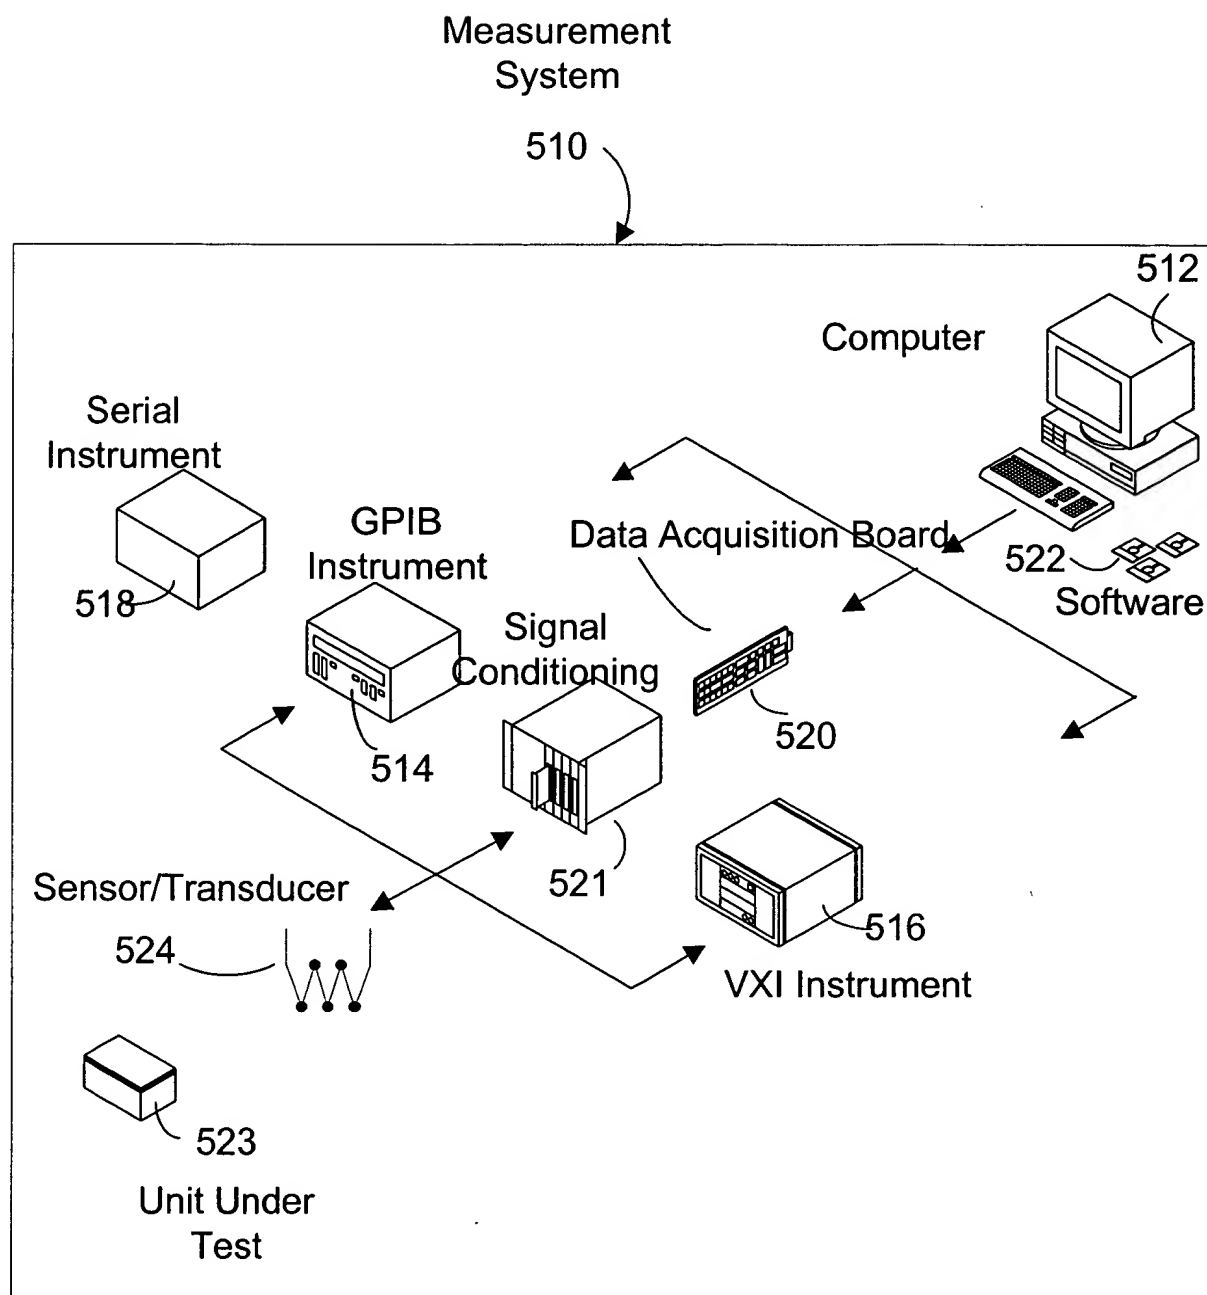 Measurement
System
510
512
Computer
Serial
Instrument
518
GPIB
Instrument
514
Data Acquisition Board
522
Software
Signal
Conditioning
520
521
Sensor/Transducer
524
516
VXI Instrument
523
Unit Under
Test